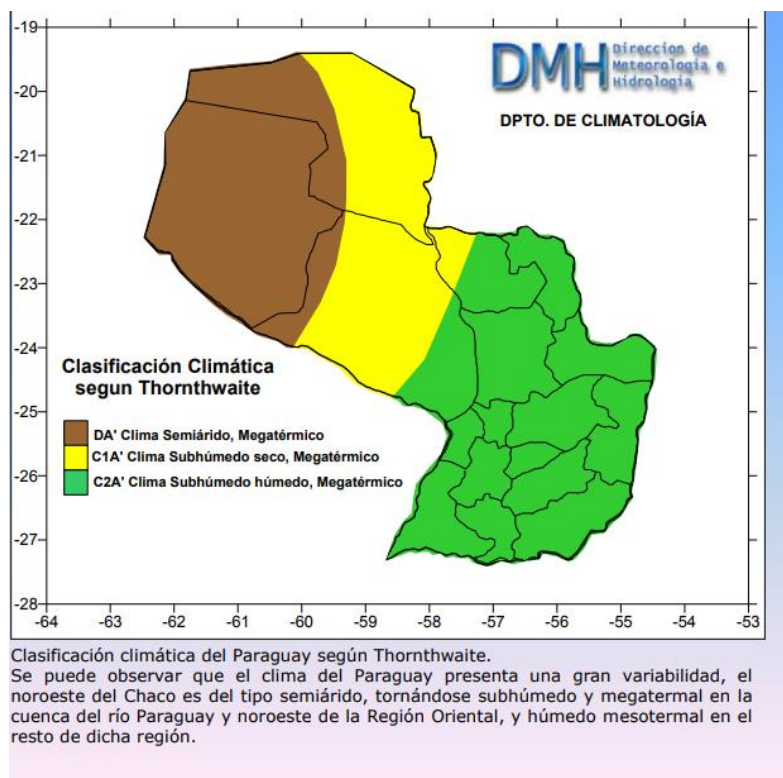 -19
-20
-21
-22
-23
-24
-25
-26
-27
-28
-64 -63 -62 -61 -60 -59 -58 -57 -56 -55 -54 -53
DMH Direccion de
Meteorologia e
Hidrologia
DPTO. DE CLIMATOLOGÍA
Clasificación Climática
segun Thornthwaite
DA' Clima Semiárido, Megatérmico
C1A' Clima Subhúmedo seco, Megatérmico
C2A' Clima Subhúmedo húmedo, Megatérmico
Clasificación climática del Paraguay según Thornthwaite.
Se puede observar que el clima del Paraguay presenta una gran variabilidad, el
noroeste del Chaco es del tipo semiárido, tornándose subhúmedo y megatermal en la
cuenca del río Paraguay y noroeste de la Región Oriental, y húmedo mesotermal en el
resto de dicha región.